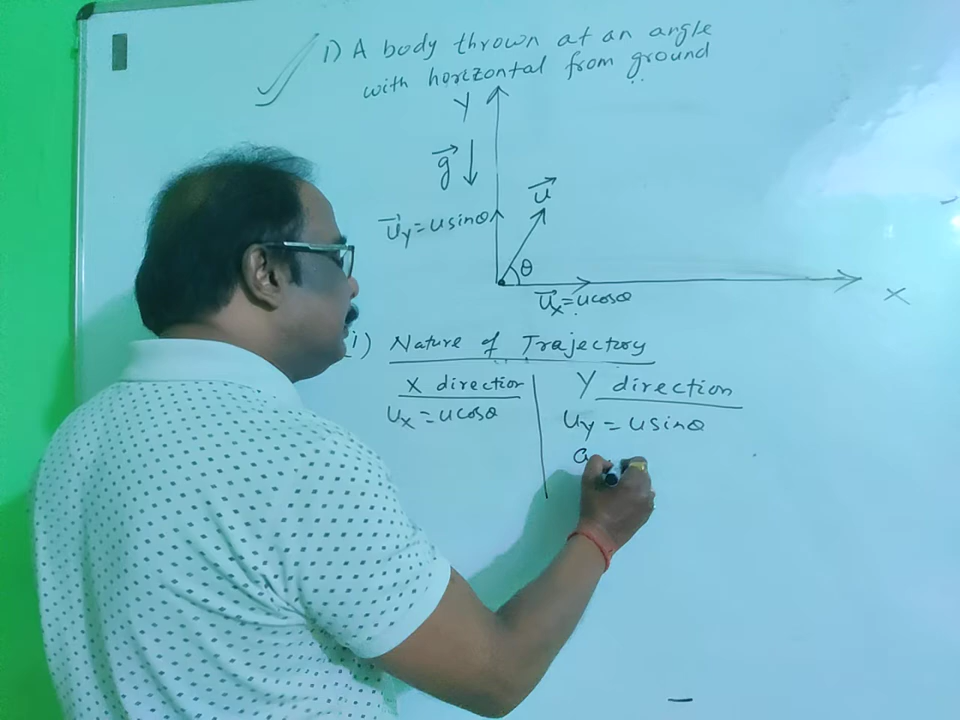 1) A body thrown at an angle
with horizontal from ground
Y
g
u
uy = usinθ
θ
ux = ucosθ
X
i) Nature of Trajectory
X direction
ux = ucosθ
Y direction
uy = usinθ
a